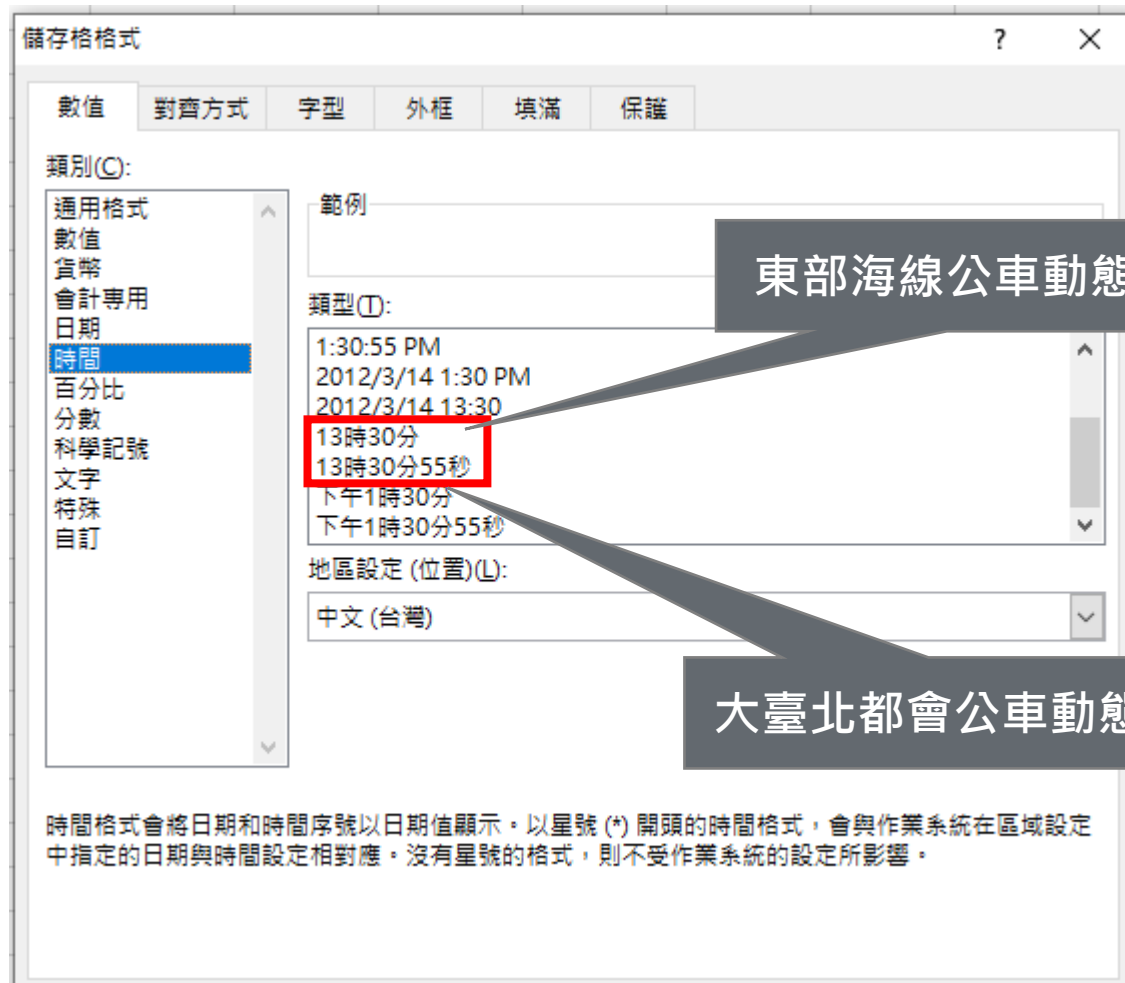 儲存格格式
?
數值
對齊方式
字型
外框
填滿
保護
類別(C):
通用格式
數值
貨幣
會計專用
日期
時間
百分比
分數
科學記號
文字
特殊
自訂
範例
類型(T):
1:30:55 PM
2012/3/14 1:30 PM
2012/3/14 13:30
13時30分
13時30分55秒
下午1時30分
下午1時30分55秒
東部海線公車動態
地區設定 (位置)(L):
中文 (台灣)
大臺北都會公車動態
時間格式會將日期和時間序號以日期值顯示。以星號 (*) 開頭的時間格式，會與作業系統在區域設定
中指定的日期與時間設定相對應。沒有星號的格式，則不受作業系統的設定所影響。